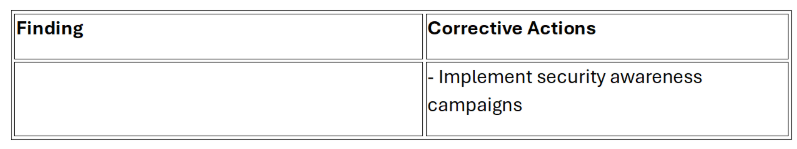 Finding
Corrective Actions
- Implement security awareness
campaigns